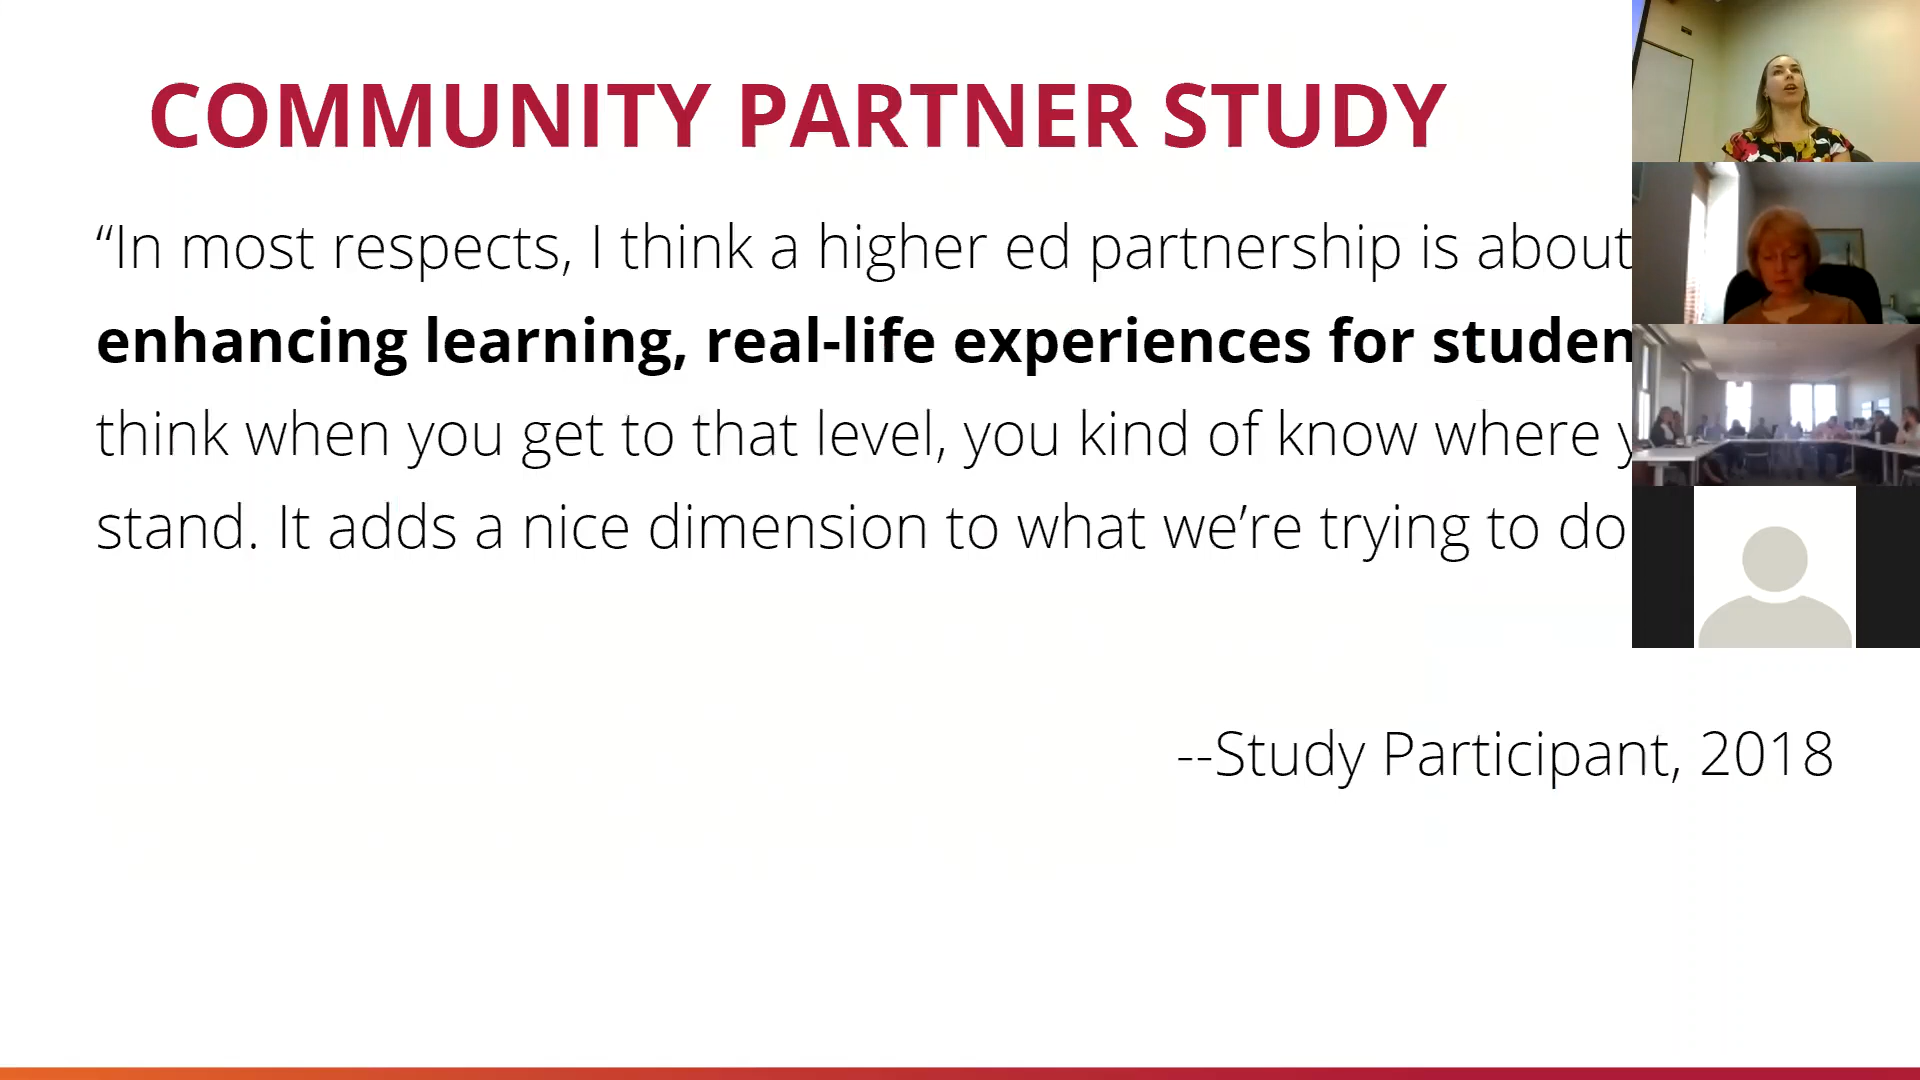 COMMUNITY PARTNER STUDY
“In most respects, I think a higher ed partnership is about
enhancing learning, real-life experiences for
think when you get to that level, you kind of know where
stand. It adds a nice dimension to what we’re trying to do
--Study Participant, 2018